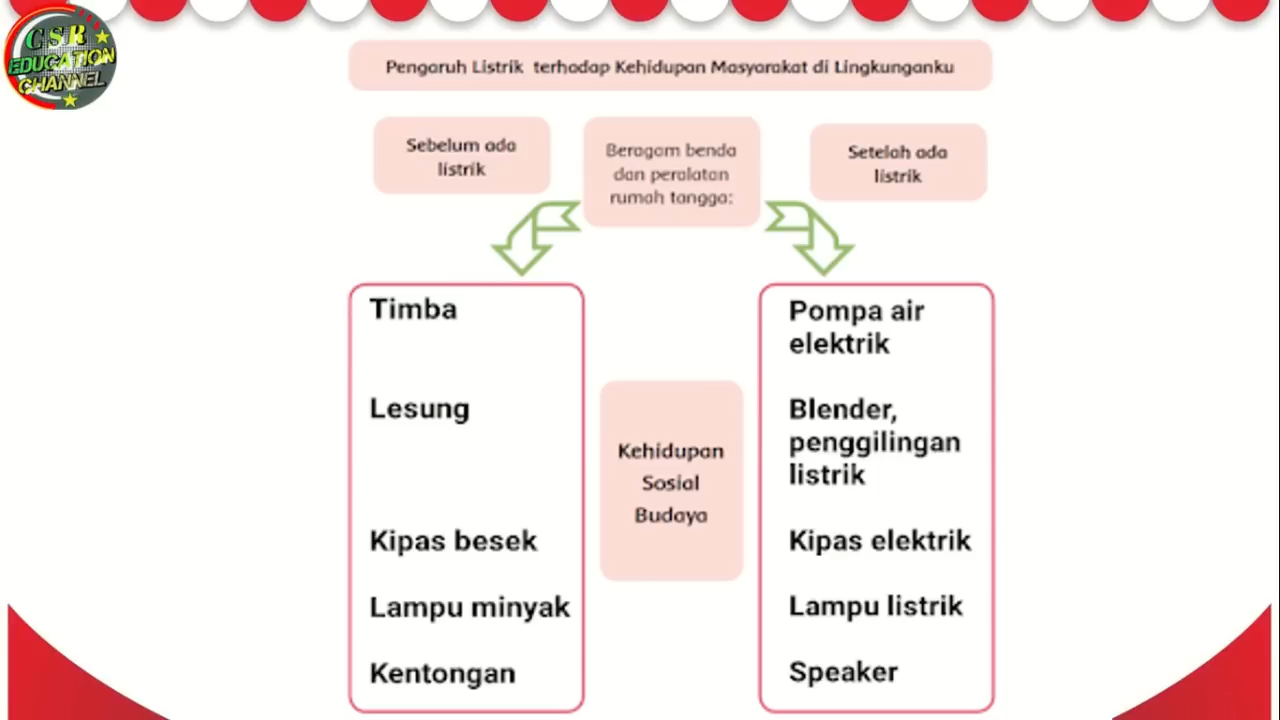 CSR
EDUCATION
CHANNEL
Pengaruh Listrik terhadap Kehidupan Masyarakat di Lingkunganku
Sebelum ada
listrik
Beragam benda
dan peralatan
rumah tangga:
Setelah ada
listrik
Timba
Lesung
Kipas besek
Lampu minyak
Kentongan
Kehidupan
Sosial
Budaya
Pompa air
elektrik
Blender,
penggilingan
listrik
Kipas elektrik
Lampu listrik
Speaker